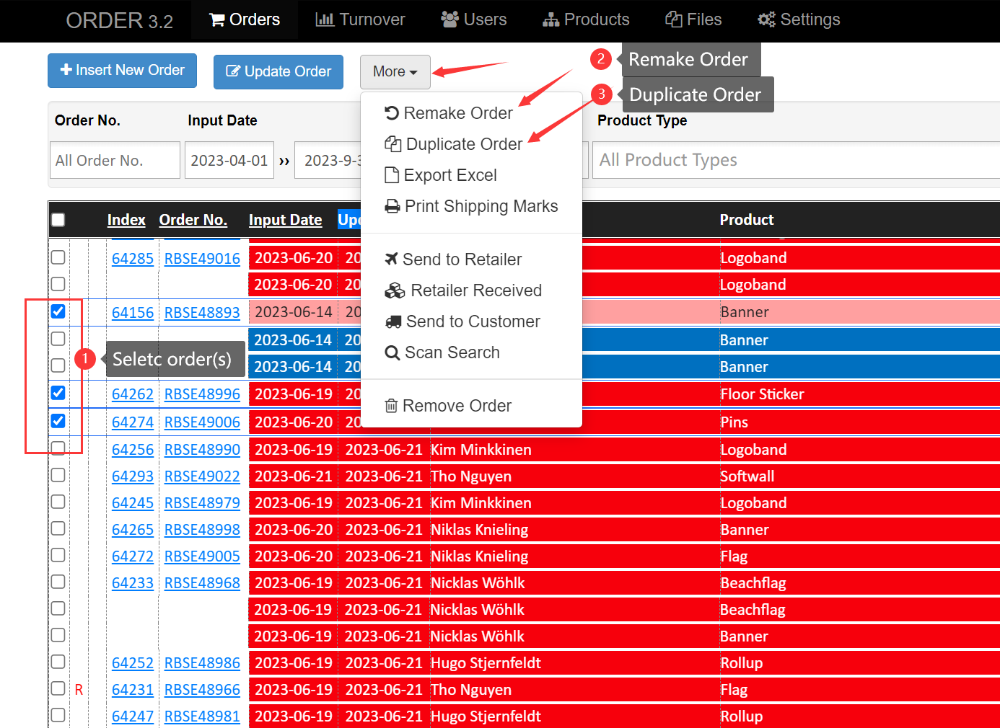 ORDER 3.2 Orders Turnover Users Products Files Settings
Insert New Order Update Order More 2 Remake Order
3 Duplicate Order
Remake Order
Duplicate Order
Export Excel
Print Shipping Marks
Send to Retailer
Retailer Received
Send to Customer
Scan Search
Remove Order
Order No. Input Date Product Type
All Order No. 2023-04-01 ›› 2023-9-3 All Product Types
Index Order No. Input Date Upd Product
64285 RBSE49016 2023-06-20 20 Logoband
2023-06-20 20 Logoband
64156 RBSE48893 2023-06-14 20 Banner
2023-06-14 20 Banner
1 Seletc order(s)
2023-06-14 20 Banner
64262 RBSE48996 2023-06-19 20 Floor Sticker
64274 RBSE49006 2023-06-20 20 Pins
64256 RBSE48990 2023-06-19 2023-06-21 Kim Minkkinen Logoband
64293 RBSE49022 2023-06-21 2023-06-21 Tho Nguyen Softwall
64245 RBSE48979 2023-06-19 2023-06-21 Kim Minkkinen Logoband
64265 RBSE48998 2023-06-20 2023-06-21 Niklas Knieling Banner
64272 RBSE49005 2023-06-20 2023-06-21 Niklas Knieling Flag
64233 RBSE48968 2023-06-19 2023-06-21 Nicklas Wöhlk Beachflag
2023-06-19 2023-06-21 Nicklas Wöhlk Beachflag
2023-06-19 2023-06-21 Nicklas Wöhlk Banner
64252 RBSE48986 2023-06-19 2023-06-21 Hugo Stjernfeldt Rollup
R 64231 RBSE48966 2023-06-19 2023-06-21 Tho Nguyen Flag
64247 RBSE48981 2023-06-19 2023-06-21 Hugo Stjernfeldt Rollup